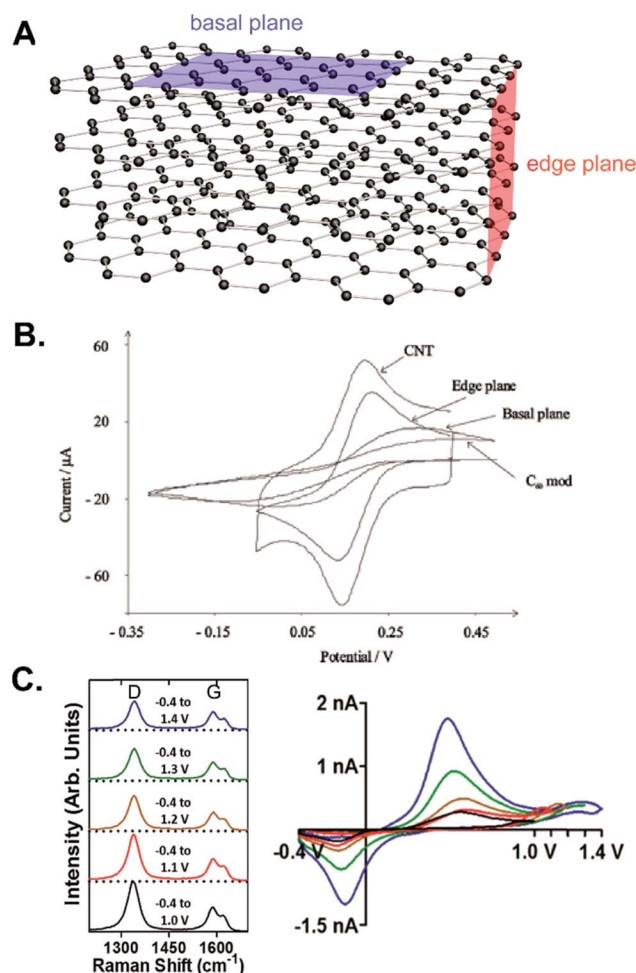 A
basal plane
edge plane
B.
60
20
- 20
- 60
Current / μA
CNT
Edge plane
Basal plane
C₆₀ mod
- 0.35
-0.15
0.05
0.25
0.45
Potential / V
C.
D
G
-0.4 to
1.4 V
-0.4 to
1.3 V
-0.4 to
1.2 V
-0.4 to
1.1 V
-0.4 to
1.0 V
Intensity (Arb. Units)
1300
1450
1600
Raman Shift (cm⁻¹)
2 nA
1 nA
-0.4 V
1.0 V
1.4 V
-1.5 nA